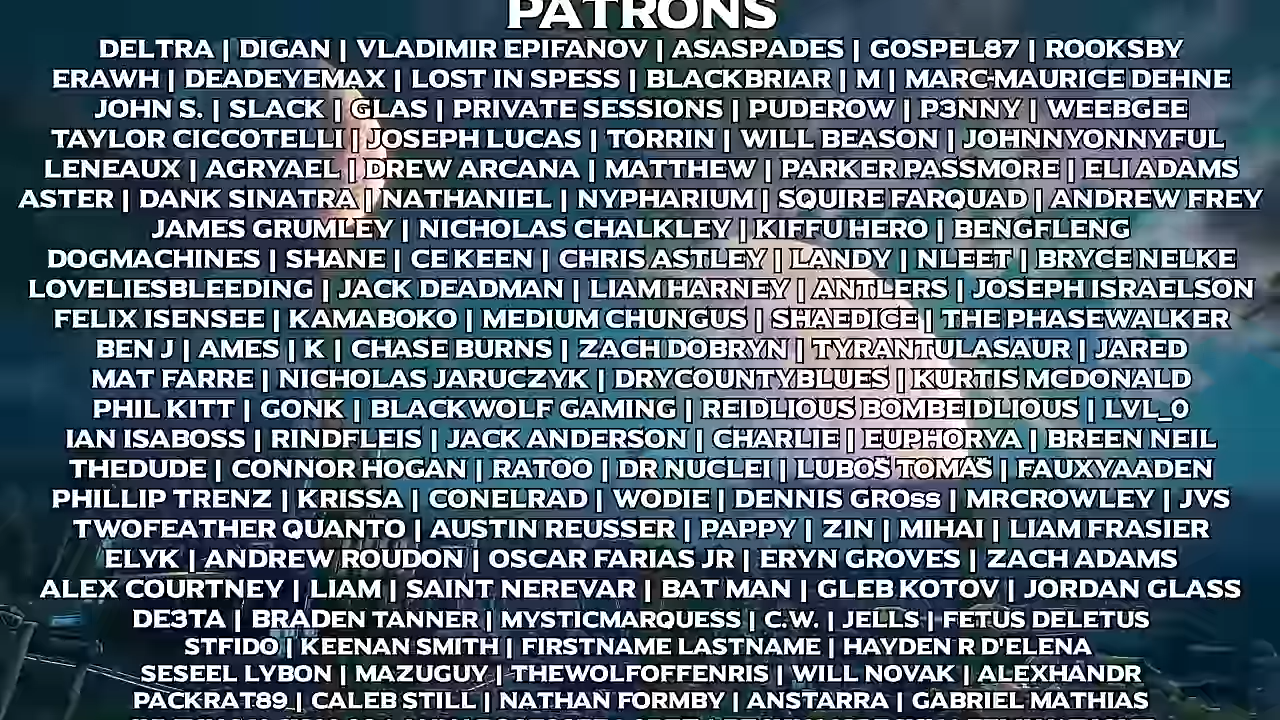 PATRONS
DELTRA | DIGAN | VLADIMIR EPIFANOV | ASASPADES | GOSPEL87 | ROOKSBY
ERAWH | DEADEYEMAX | LOST IN SPESS | BLACKBRIAR | M | MARC-MAURICE DEHNE
JOHN S. | SLACK | GLAS | PRIVATE SESSIONS | PUDEROW | P3NNY | WEEBGEE
TAYLOR CICCOTELLI | JOSEPH LUCAS | TORRIN | WILL BEASON | JOHNNYONNYFUL
LENEAUX | AGRYAEL | DREW ARCANA | MATTHEW | PARKER PASSMORE | ELI ADAMS
ASTER | DANK SINATRA | NATHANIEL | NYPHARIUM | SQUIRE FARQUAD | ANDREW FREY
JAMES GRUMLEY | NICHOLAS CHALKLEY | KIFFU HERO | BENGFLENG
DOGMACHINES | SHANE | CE KEEN | CHRIS ASTLEY | LANDY | NLEET | BRYCE NELKE
LOVELIESBLEEDING | JACK DEADMAN | LIAM HARNEY | ANTLERS | JOSEPH ISRAELSON
FELIX ISENSEE | KAMABOKO | MEDIUM CHUNGUS | SHAEDICE | THE PHASEWALKER
BEN J | AMES | K | CHASE BURNS | ZACH DOBRYN | TYRANTULASAUR | JARED
MAT FARRE | NICHOLAS JARUCZYK | DRYCOUNTYBLUES | KURTIS MCDONALD
PHIL KITT | GONK | BLACKWOLF GAMING | REIDLIOUS BOMBEIDLIOUS | LVL_0
IAN ISABOSS | RINDFLEIS | JACK ANDERSON | CHARLIE | EUPHORYA | BREEN NEIL
THEDUDE | CONNOR HOGAN | RATOO | DR NUCLEI | LUBOŠ TOMÁŠ | FAUXYAADEN
PHILLIP TRENZ | KRISSA | CONELRAD | WODIE | DENNIS GROss | MRCROWLEY | JVS
TWOFEATHER QUANTO | AUSTIN REUSSER | PAPPY | ZIN | MIHAI | LIAM FRASIER
ELYK | ANDREW ROUDON | OSCAR FARIAS JR | ERYN GROVES | ZACH ADAMS
ALEX COURTNEY | LIAM | SAINT NEREVAR | BAT MAN | GLEB KOTOV | JORDAN GLASS
DE3TA | BRADEN TANNER | MYSTICMARQUESS | C.W. | JELLS | FETUS DELETUS
STFIDO | KEENAN SMITH | FIRSTNAME LASTNAME | HAYDEN R D'ELENA
SESEEL LYBON | MAZUGUY | THEWOLFOFFENRIS | WILL NOVAK | ALEXHANDR
PACKRAT89_ | CALEB STILL | NATHAN FORMBY | ANSTARRA | GABRIEL MATHIAS